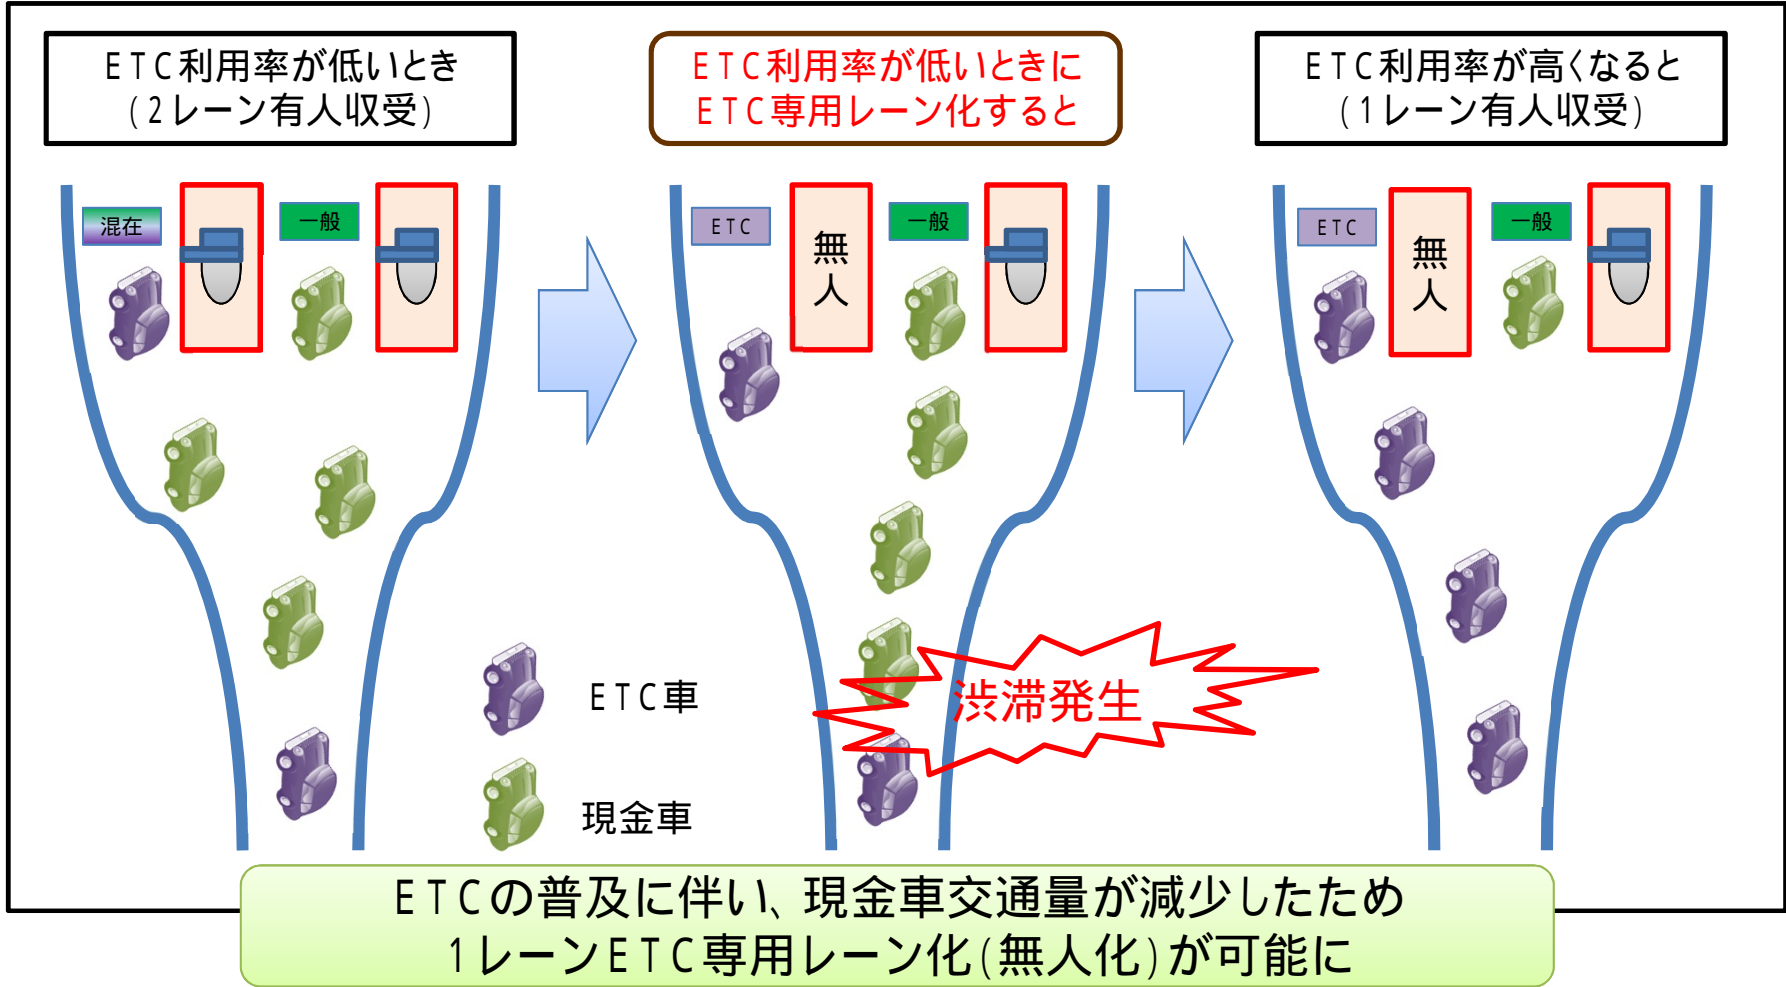 ETC利用率が低いとき
(2レーン有人収受)
ETC利用率が低いときに
ETC専用レーン化すると
ETC利用率が高くなると
(1レーン有人収受)
混在
一般
ETC
無人
一般
ETC
無人
一般
ETC車
現金車
渋滞発生
ETCの普及に伴い、現金車交通量が減少したため
1レーンETC専用レーン化(無人化)が可能に